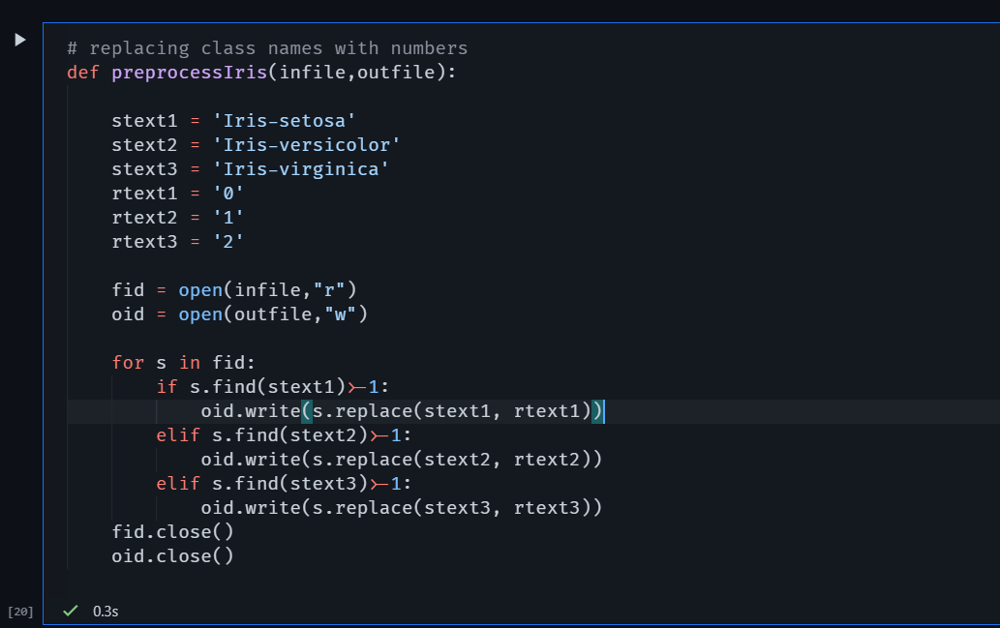 # replacing class names with numbers
def preprocessIris(infile,outfile):
stext1 = 'Iris-setosa'
stext2 = 'Iris-versicolor'
stext3 = 'Iris-virginica'
rtext1 = '0'
rtext2 = '1'
rtext3 = '2'
fid = open(infile,"r")
oid = open(outfile,"w")
for s in fid:
if s.find(stext1)>-1:
oid.write(s.replace(stext1, rtext1))
elif s.find(stext2)>-1:
oid.write(s.replace(stext2, rtext2))
elif s.find(stext3)>-1:
oid.write(s.replace(stext3, rtext3))
fid.close()
oid.close()
[20] 0.3s